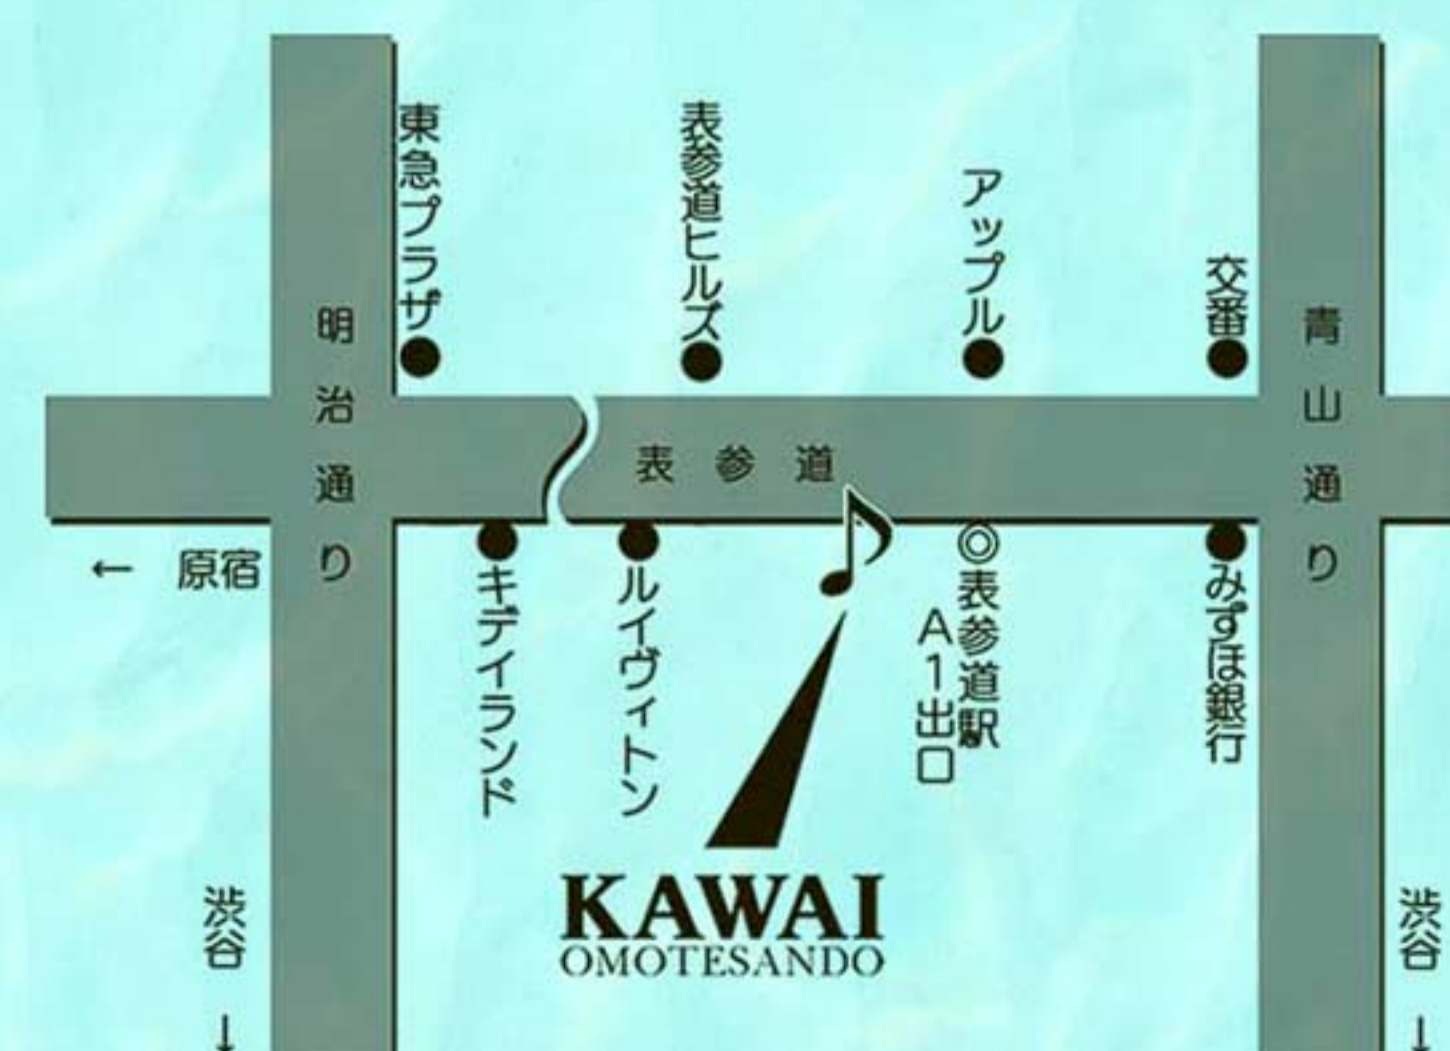 東急プラザ
表参道ヒルズ
アップル
交番
明治通り
青山通り
表参道
← 原宿
キデイランド
ルイヴィトン
表参道駅
A1出口
みずほ銀行
渋谷 ↓
渋谷 ↓
KAWAI
OMOTESANDO